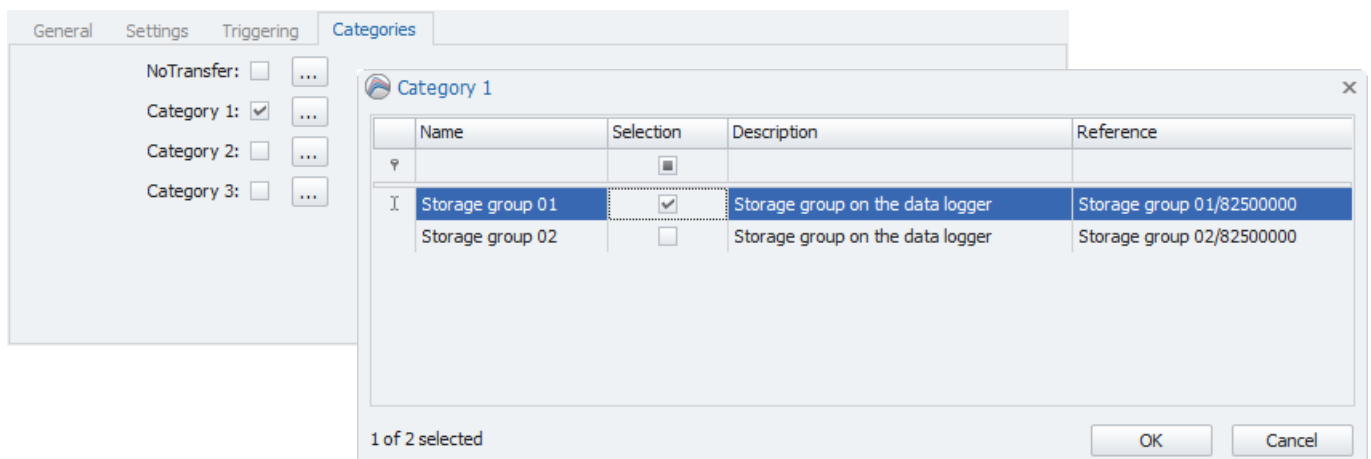 General Settings Triggering Categories
NoTransfer: ...
Category 1: ...
Category 2: ...
Category 3: ...
Category 1
Name Selection Description Reference
Storage group 01 Storage group on the data logger Storage group 01/82500000
Storage group 02 Storage group on the data logger Storage group 02/82500000
1 of 2 selected
OK Cancel